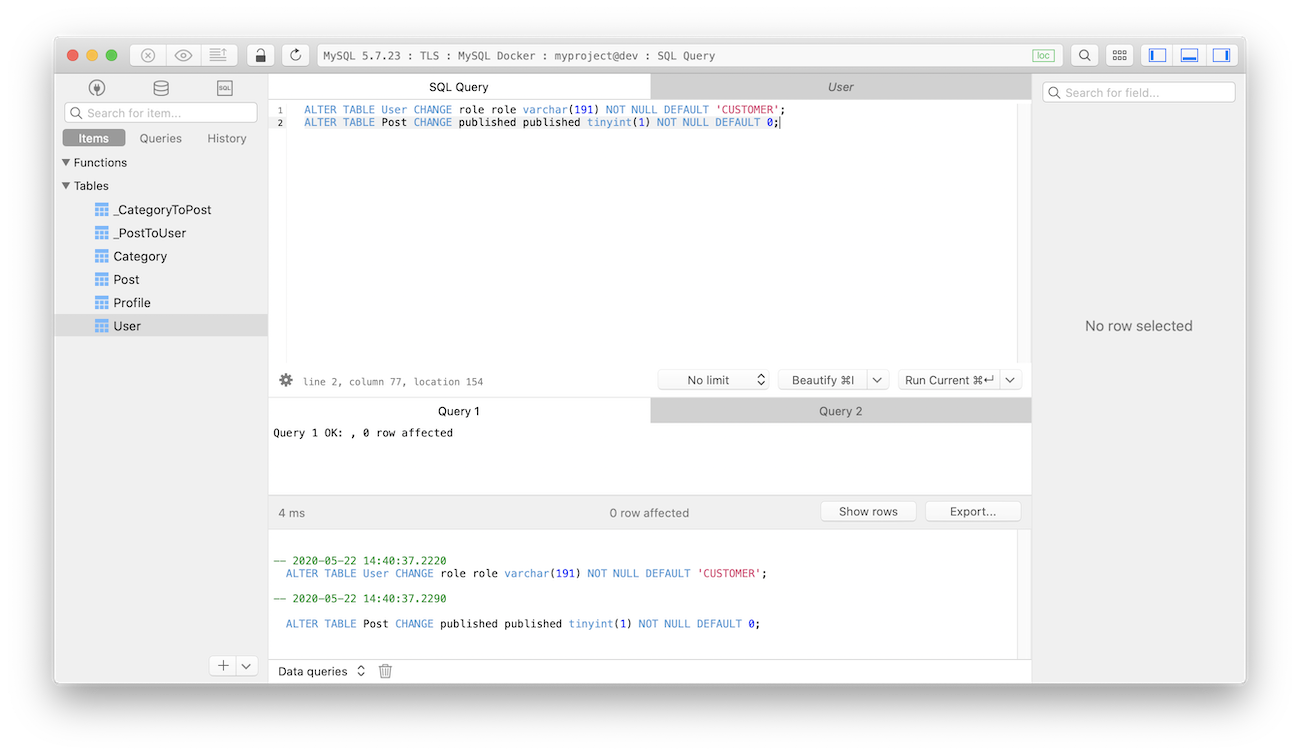 MySQL 5.7.23 : TLS : MySQL Docker : myproject@dev : SQL Query
loc
SQL
Search for item...
Items Queries History
Functions
Tables
_CategoryToPost
_PostToUser
Category
Post
Profile
User
SQL Query User
1 ALTER TABLE User CHANGE role role varchar(191) NOT NULL DEFAULT 'CUSTOMER';
2 ALTER TABLE Post CHANGE published published tinyint(1) NOT NULL DEFAULT 0;
line 2, column 77, location 154
No limit Beautify ⌘I Run Current ⌘↩
Query 1 Query 2
Query 1 OK: , 0 row affected
4 ms 0 row affected Show rows Export...
-- 2020-05-22 14:40:37.2220
ALTER TABLE User CHANGE role role varchar(191) NOT NULL DEFAULT 'CUSTOMER';
-- 2020-05-22 14:40:37.2290
ALTER TABLE Post CHANGE published published tinyint(1) NOT NULL DEFAULT 0;
Data queries
Search for field...
No row selected